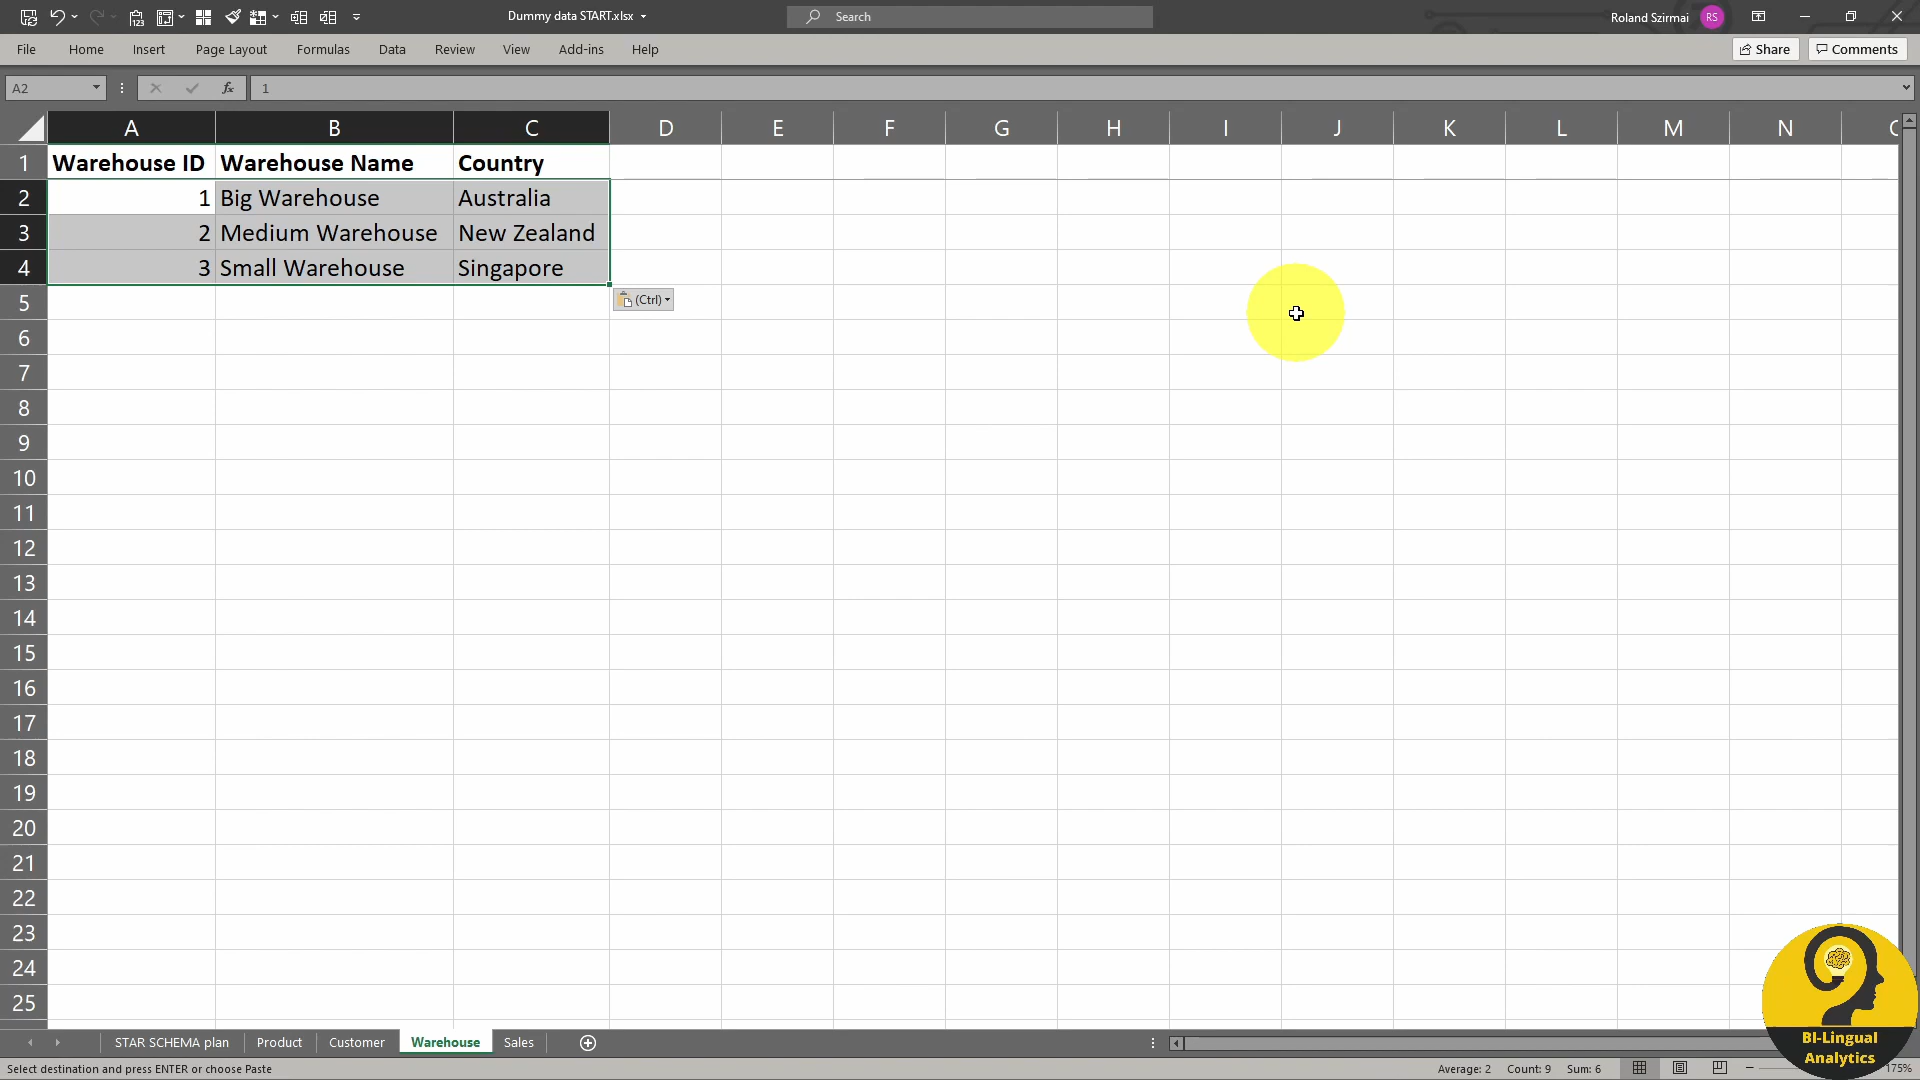 Dummy data START.xlsx
Search
Roland Szirmai RS
File Home Insert Page Layout Formulas Data Review View Add-ins Help Share Comments
A2 fx 1
A B C D E F G H I J K L M N
1 Warehouse ID Warehouse Name Country
2 1 Big Warehouse Australia
3 2 Medium Warehouse New Zealand
4 3 Small Warehouse Singapore
5 (Ctrl)
6
7
8
9
10
11
12
13
14
15
16
17
18
19
20
21
22
23
24
25
STAR SCHEMA plan Product Customer Warehouse Sales
BI-Lingual
Analytics
Select destination and press ENTER or choose Paste Average: 2 Count: 9 Sum: 6 175%